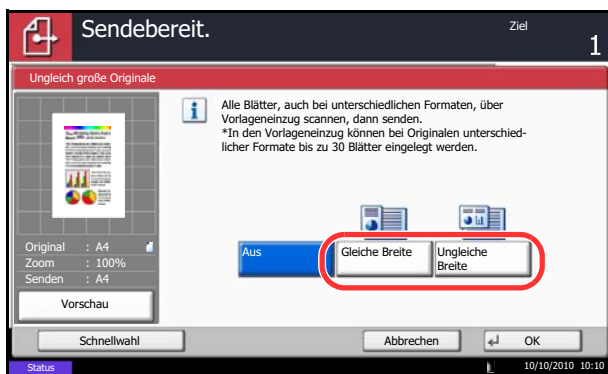 Sendebereit.
Ziel
1
Ungleich große Originale
Alle Blätter, auch bei unterschiedlichen Formaten, über
Vorlageneinzug scannen, dann senden.
*In den Vorlageneinzug können bei Originalen unterschied-
licher Formate bis zu 30 Blätter eingelegt werden.
Original : A4
Zoom : 100%
Senden : A4
Vorschau
Aus
Gleiche Breite
Ungleiche
Breite
Schnellwahl
Abbrechen
OK
Status
10/10/2010 10:10